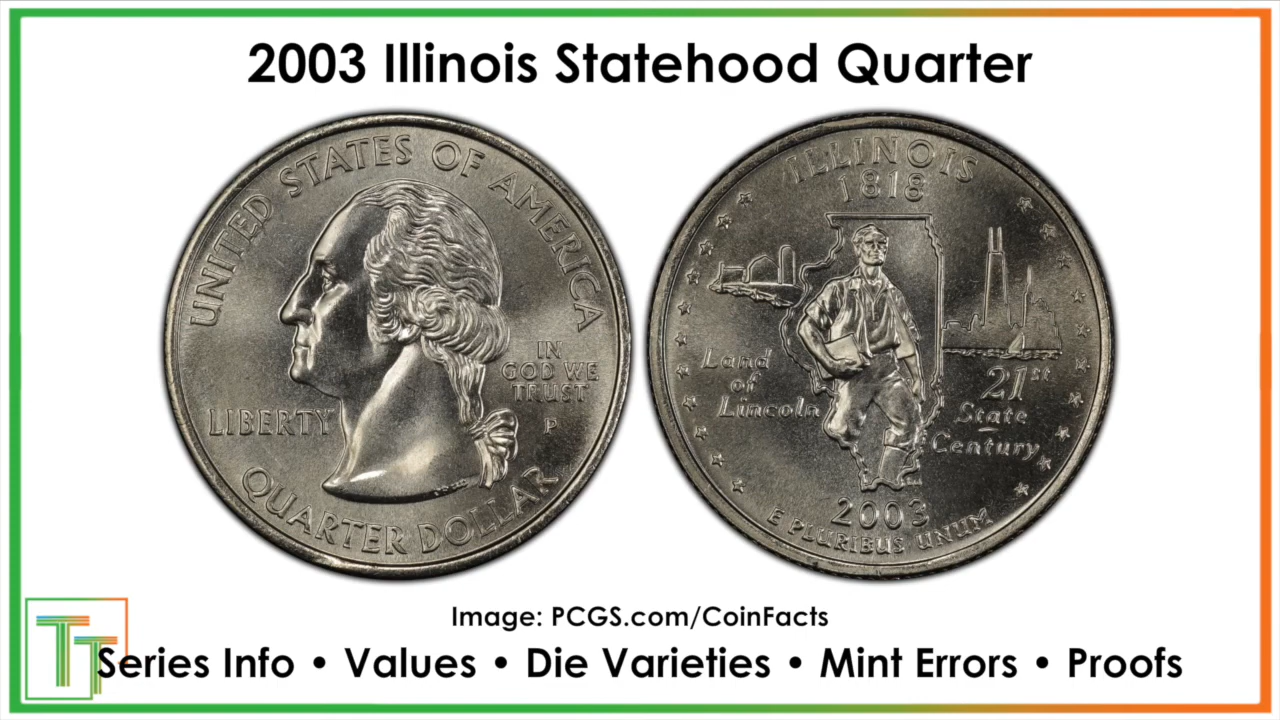 2003 Illinois Statehood Quarter
UNITED STATES OF AMERICA
IN
GOD WE
TRUST
LIBERTY
P
QUARTER DOLLAR
ILLINOIS
1818
Land
of
Lincoln
21st
State
Century
2003
E PLURIBUS UNUM
Image: PCGS.com/CoinFacts
TT
Series Info • Values • Die Varieties • Mint Errors • Proofs